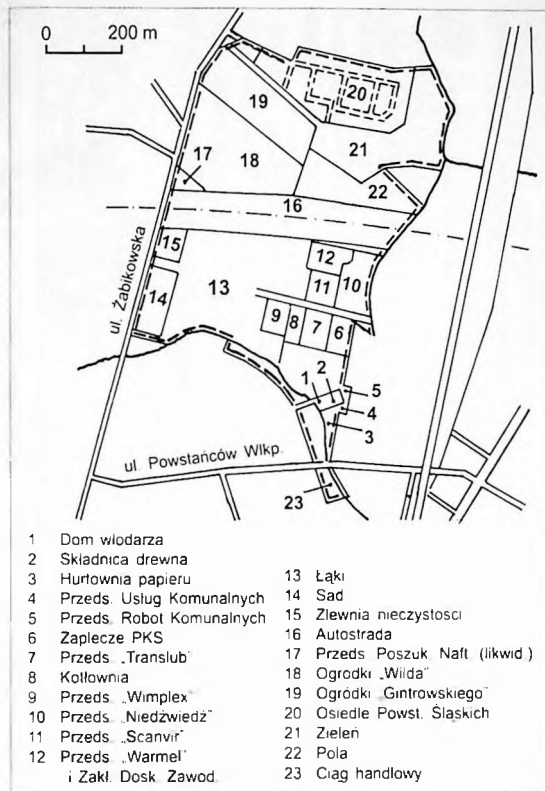 0 200 m
20
19
21
17
18
22
16
15
12
10
11
13
14
9
8
7
6
ul. Żabikowska
1
2
5
4
3
ul. Powstańców Wlkp.
23
1 Dom włodarza
2 Składnica drewna
3 Hurtownia papieru
4 Przeds. Usług Komunalnych
5 Przeds. Robot Komunalnych
6 Zaplecze PKS
7 Przeds. „Translub"
8 Kotłownia
9 Przeds. „Wimplex"
10 Przeds. „Niedźwiedź"
11 Przeds. „Scanvir"
12 Przeds. „Warmel"
i Zakł. Dosk. Zawod.
13 Łąki
14 Sad
15 Zlewnia nieczystosci
16 Autostrada
17 Przeds. Poszuk. Naft. (likwid.)
18 Ogrodki „Wilda"
19 Ogródki „Gintrowskiego"
20 Osiedle Powst. Śląskich
21 Zieleń
22 Pola
23 Ciąg handlowy